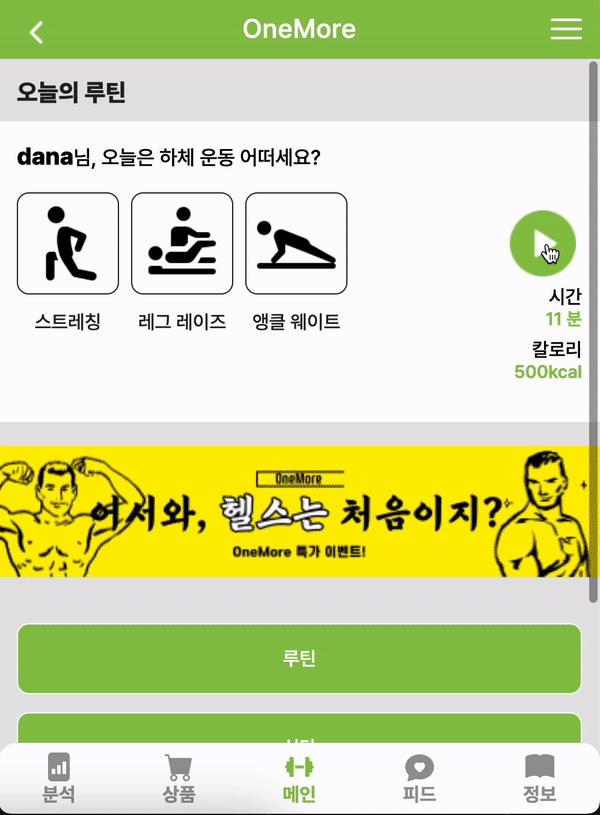 OneMore
오늘의 루틴
dana님, 오늘은 하체 운동 어떠세요?
스트레칭
레그 레이즈
앵클 웨이트
시간
11 분
칼로리
500kcal
OneMore
어서와, 헬스는 처음이지?
OneMore 특가 이벤트!
루틴
분석
상품
메인
피드
정보